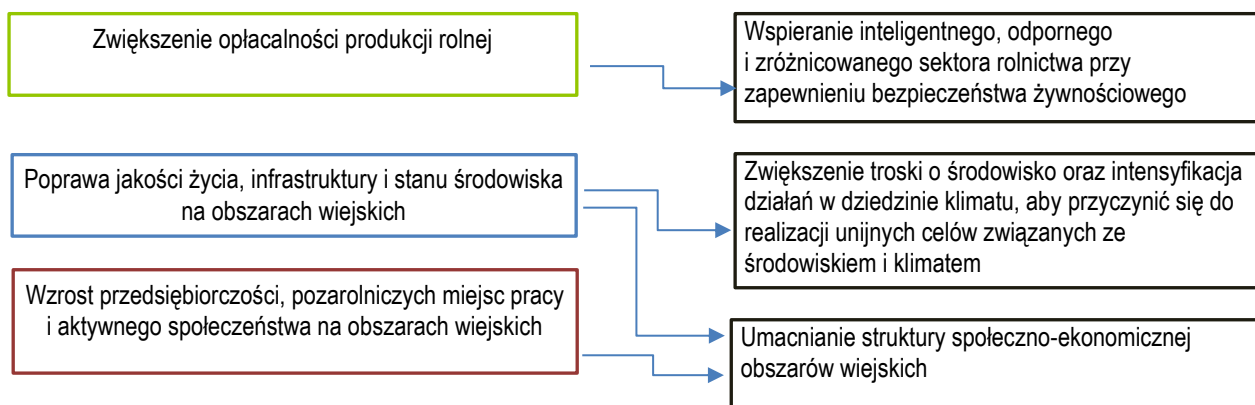 Zwiększenie opłacalności produkcji rolnej
Wspieranie inteligentnego, odpornego
i zróżnicowanego sektora rolnictwa przy
zapewnieniu bezpieczeństwa żywnościowego
Poprawa jakości życia, infrastruktury i stanu środowiska
na obszarach wiejskich
Zwiększenie troski o środowisko oraz intensyfikacja
działań w dziedzinie klimatu, aby przyczynić się do
realizacji unijnych celów związanych ze
środowiskiem i klimatem
Wzrost przedsiębiorczości, pozarolniczych miejsc pracy
i aktywnego społeczeństwa na obszarach wiejskich
Umacnianie struktury społeczno-ekonomicznej
obszarów wiejskich